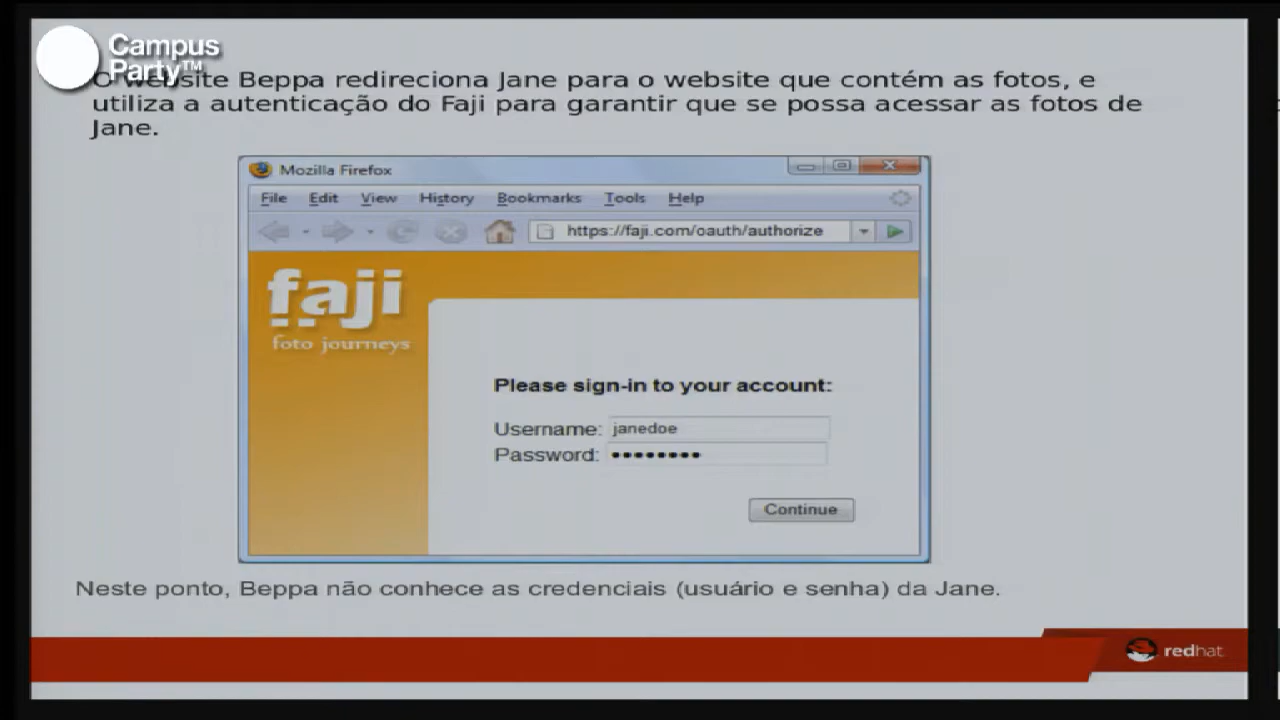 Campus
Party™
O website Beppa redireciona Jane para o website que contém as fotos, e
utiliza a autenticação do Faji para garantir que se possa acessar as fotos de
Jane.
Mozilla Firefox
File Edit View History Bookmarks Tools Help
https://faji.com/oauth/authorize
faji
foto journeys
Please sign-in to your account:
Username: janedoe
Password: ••••••••
Continue
Neste ponto, Beppa não conhece as credenciais (usuário e senha) da Jane.
redhat